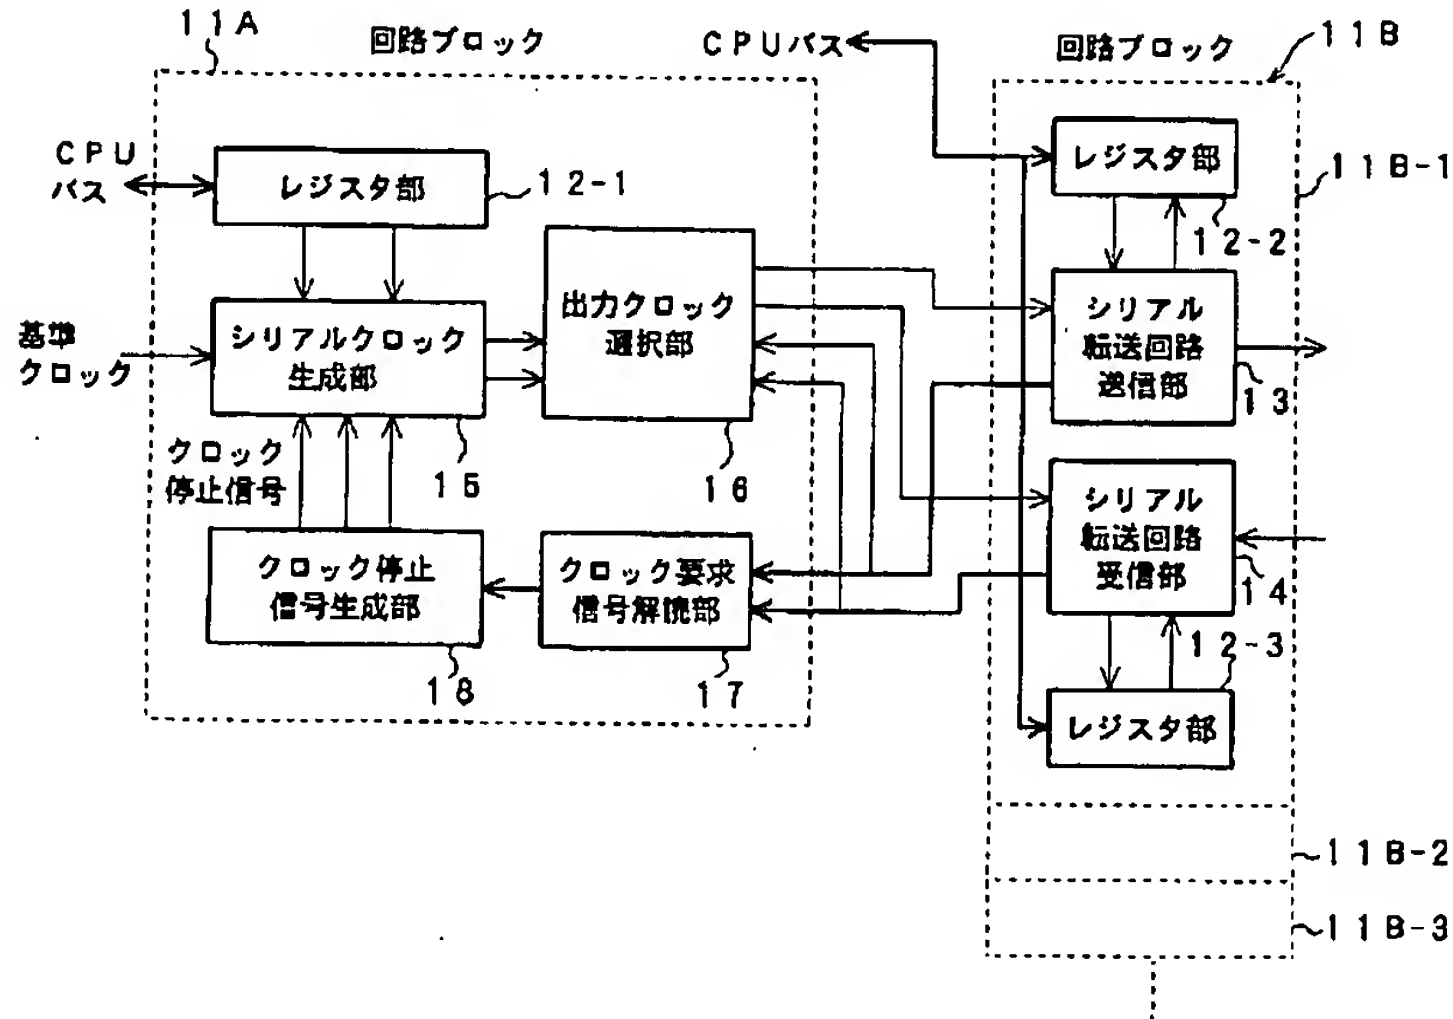 11A
回路ブロック
CPUバス
回路ブロック
11B
CPU
バス
レジスタ部
12-1
レジスタ部
11B-1
12-2
基準
クロック
シリアルクロック
生成部
15
出力クロック
選択部
16
シリアル
転送回路
送信部
13
クロック
停止信号
シリアル
転送回路
受信部
14
クロック停止
信号生成部
18
クロック要求
信号解読部
17
12-3
レジスタ部
11B-2
11B-3